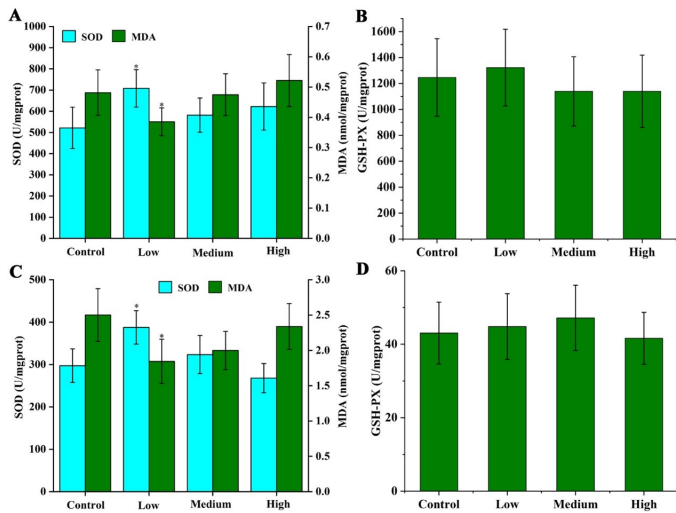 A
1000
900
800
700
600
500
400
300
200
100
0
SOD (U/mgprot)
SOD
MDA
*
*
0.7
0.6
0.5
0.4
0.3
0.2
0.1
0.0
MDA (nmol/mgprot)
Control
Low
Medium
High
B
1600
1400
1200
1000
800
600
400
200
0
GSH-PX (U/mgprot)
Control
Low
Medium
High
C
500
400
300
200
100
0
SOD (U/mgprot)
SOD
MDA
*
*
3.0
2.5
2.0
1.5
1.0
0.5
0.0
MDA (nmol/mgprot)
Control
Low
Medium
High
D
60
40
20
0
GSH-PX (U/mgprot)
Control
Low
Medium
High